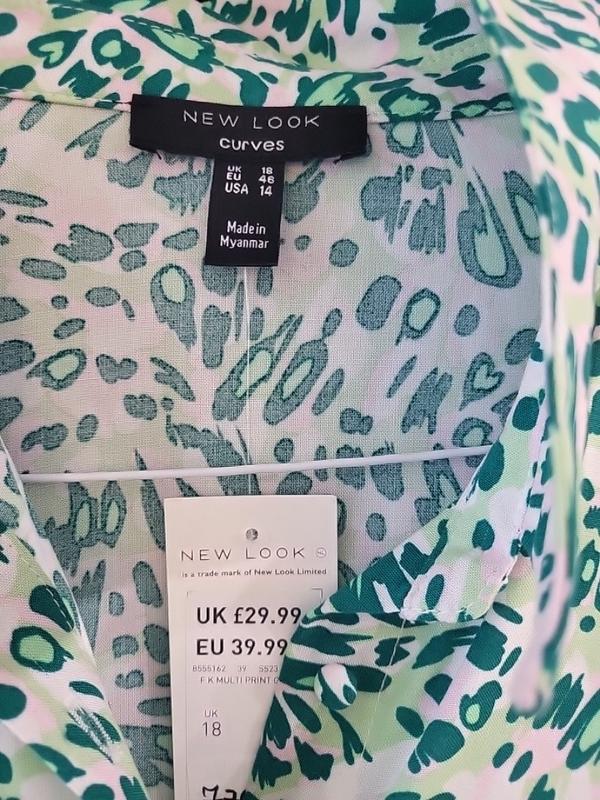 NEW LOOK
curves
UK 18
EU 46
USA 14
Made in
Myanmar
NEW LOOK
is a trade mark of New Look Limited
UK £29.99
EU 39.99
8555162 39 SS23
F K MULTI PRINT
UK
18